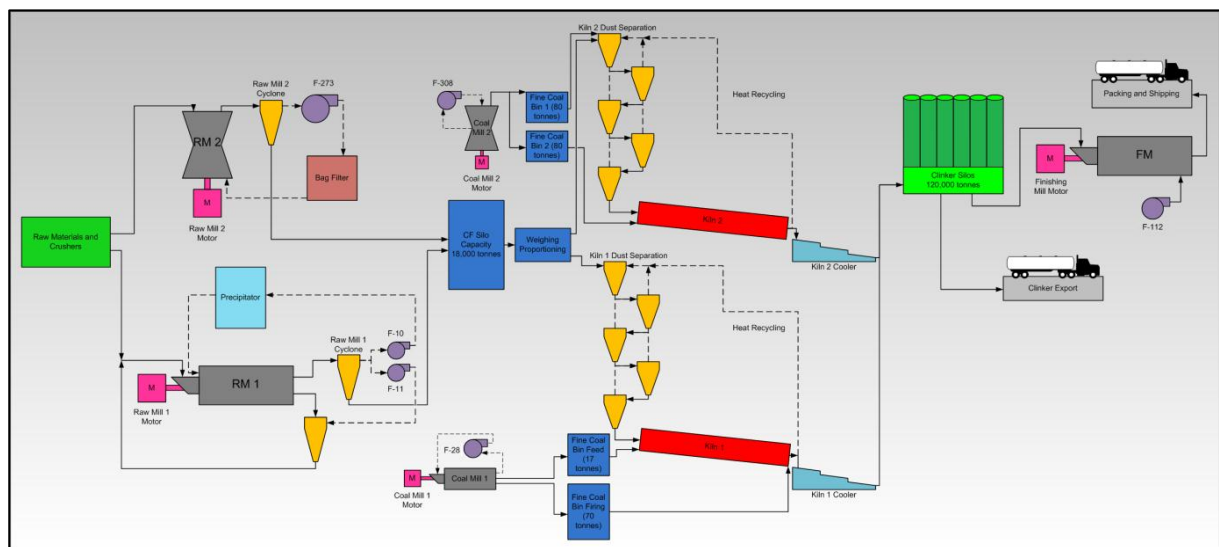 Kiln 2 Dust Separation
Raw Mill 2
Cyclone
F-273
F-308
Coal
Mill 2
Fine Coal
Bin 1 (80
tonnes)
Fine Coal
Bin 2 (80
tonnes)
M
Coal Mill 2
Motor
RM 2
M
Raw Mill 2
Motor
Bag Filter
Heat Recycling
Packing and Shipping
Clinker Silos
120,000 tonnes
M
Finishing
Mill Motor
FM
F-112
Raw Materials and
Crushers
CF Silo
Capacity
18,000 tonnes
Weighing
Proportioning
Kiln 2
Kiln 2 Cooler
Kiln 1 Dust Separation
Clinker Export
Precipitator
Raw Mill 1
Cyclone
F-10
F-11
Heat Recycling
M
Raw Mill 1
Motor
RM 1
F-28
M
Coal Mill 1
Motor
Coal Mill 1
Fine Coal
Bin Feed
(17
tonnes)
Fine Coal
Bin Firing
(70
tonnes)
Kiln 1
Kiln 1 Cooler